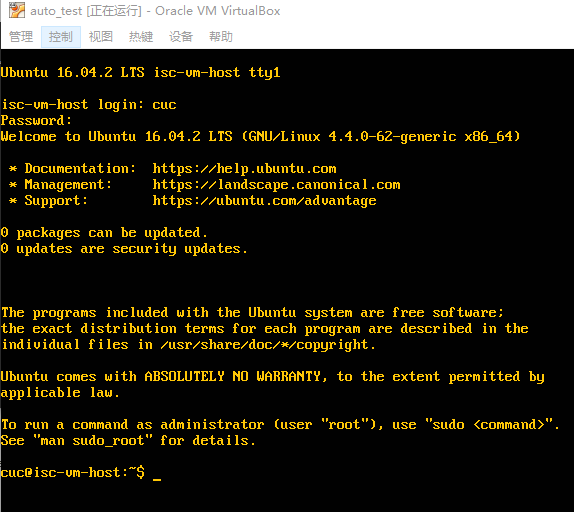 auto_test [正在运行] - Oracle VM VirtualBox
管理 控制 视图 热键 设备 帮助
Ubuntu 16.04.2 LTS isc-vm-host tty1
isc-vm-host login: cuc
Password:
Welcome to Ubuntu 16.04.2 LTS (GNU/Linux 4.4.0-62-generic x86_64)
* Documentation:  https://help.ubuntu.com
* Management:     https://landscape.canonical.com
* Support:        https://ubuntu.com/advantage
0 packages can be updated.
0 updates are security updates.
The programs included with the Ubuntu system are free software;
the exact distribution terms for each program are described in the
individual files in /usr/share/doc/*/copyright.
Ubuntu comes with ABSOLUTELY NO WARRANTY, to the extent permitted by
applicable law.
To run a command as administrator (user "root"), use "sudo <command>".
See "man sudo_root" for details.
cuc@isc-vm-host:~$ _